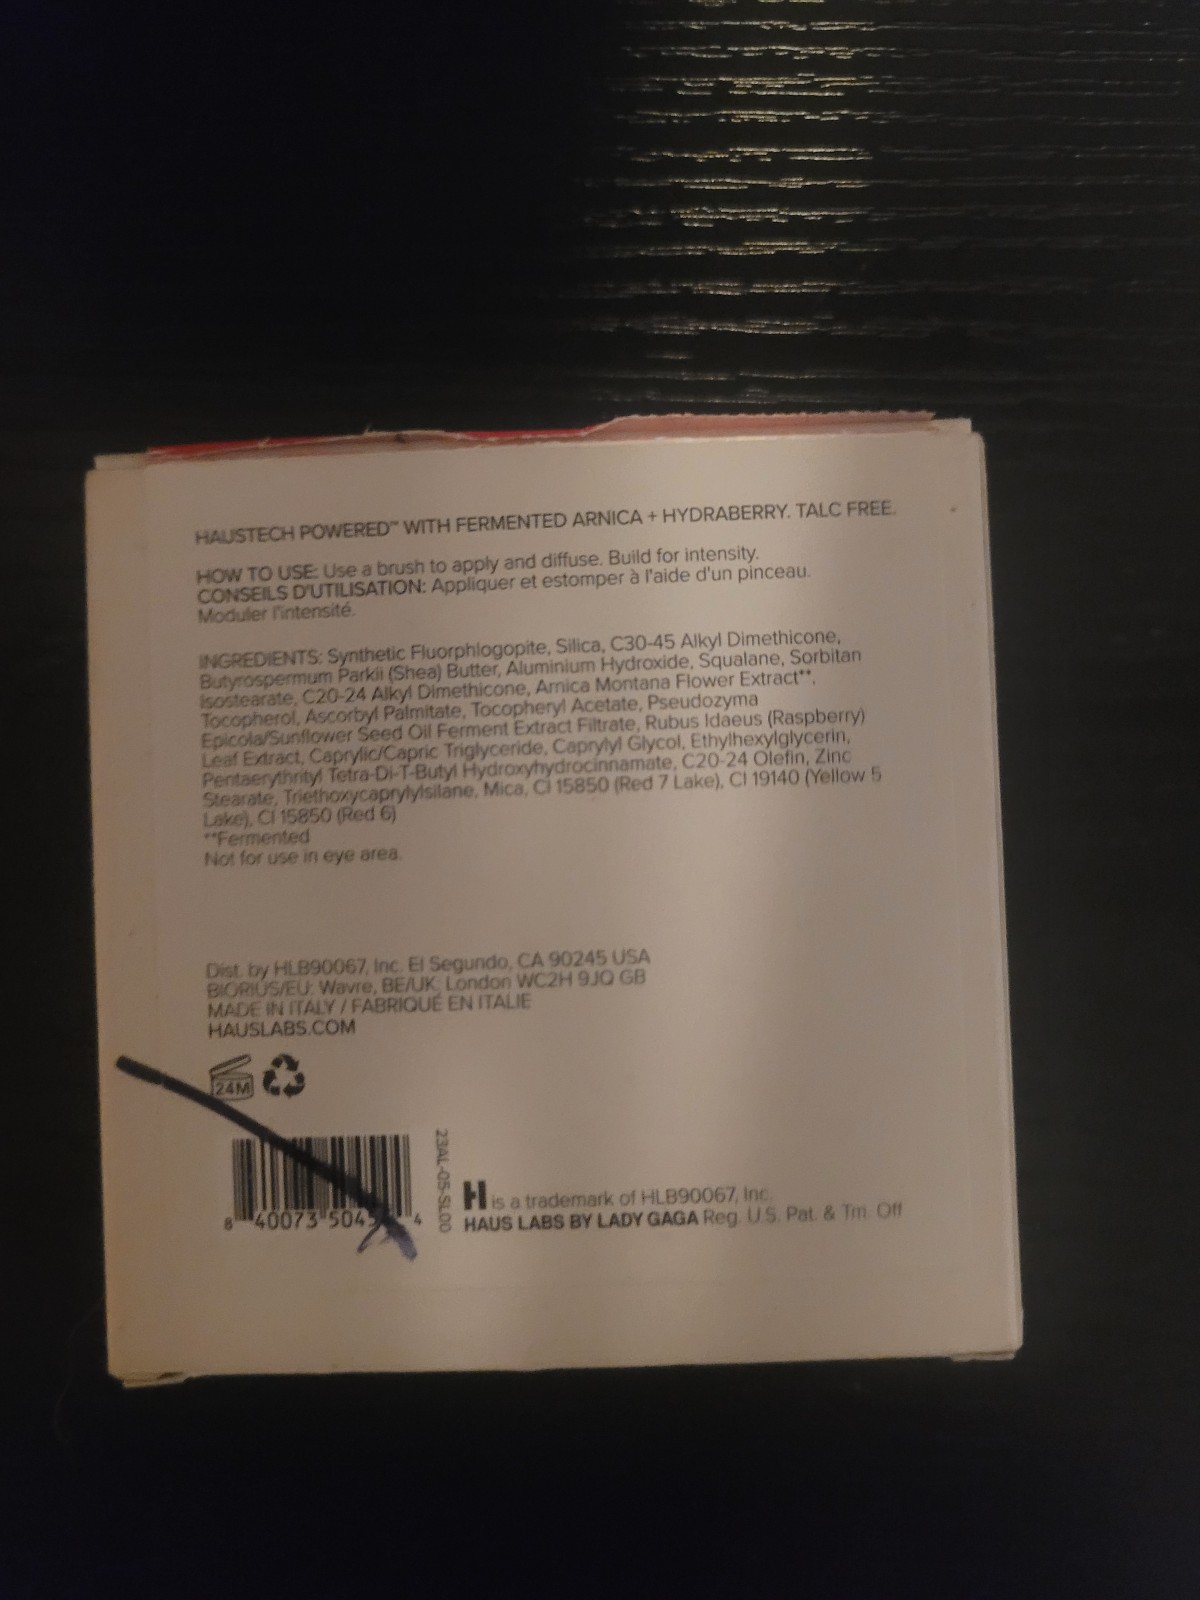 HAUSTECH POWERED™ WITH FERMENTED ARNICA + HYDRABERRY. TALC FREE.
HOW TO USE: Use a brush to apply and diffuse. Build for intensity.
CONSEILS D'UTILISATION: Appliquer et estomper à l'aide d'un pinceau.
Moduler l'intensité.
INGREDIENTS: Synthetic Fluorphlogopite, Silica, C30-45 Alkyl Dimethicone,
Butyrospermum Parkii (Shea) Butter, Aluminium Hydroxide, Squalane, Sorbitan
Isostearate, C20-24 Alkyl Dimethicone, Arnica Montana Flower Extract**,
Tocopherol, Ascorbyl Palmitate, Tocopheryl Acetate, Pseudozyma
Epicola/Sunflower Seed Oil Ferment Extract Filtrate, Rubus Idaeus (Raspberry)
Leaf Extract, Caprylic/Capric Triglyceride, Caprylyl Glycol, Ethylhexylglycerin,
Pentaerythrityl Tetra-Di-T-Butyl Hydroxyhydrocinnamate, C20-24 Olefin, Zinc
Stearate, Triethoxycaprylylsilane, Mica, CI 15850 (Red 7 Lake), CI 19140 (Yellow 5
Lake), CI 15850 (Red 6)
**Fermented
Not for use in eye area.
Dist. by HLB90067, Inc. El Segundo, CA 90245 USA
BIORIUS/EU: Wavre, BE/UK: London WC2H 9JQ GB
MADE IN ITALY / FABRIQUÉ EN ITALIE
HAUSLABS.COM
24M
23AL-05-SL00
8 40073 504 4
H is a trademark of HLB90067, Inc.
HAUS LABS BY LADY GAGA Reg. U.S. Pat. & Tm. Off